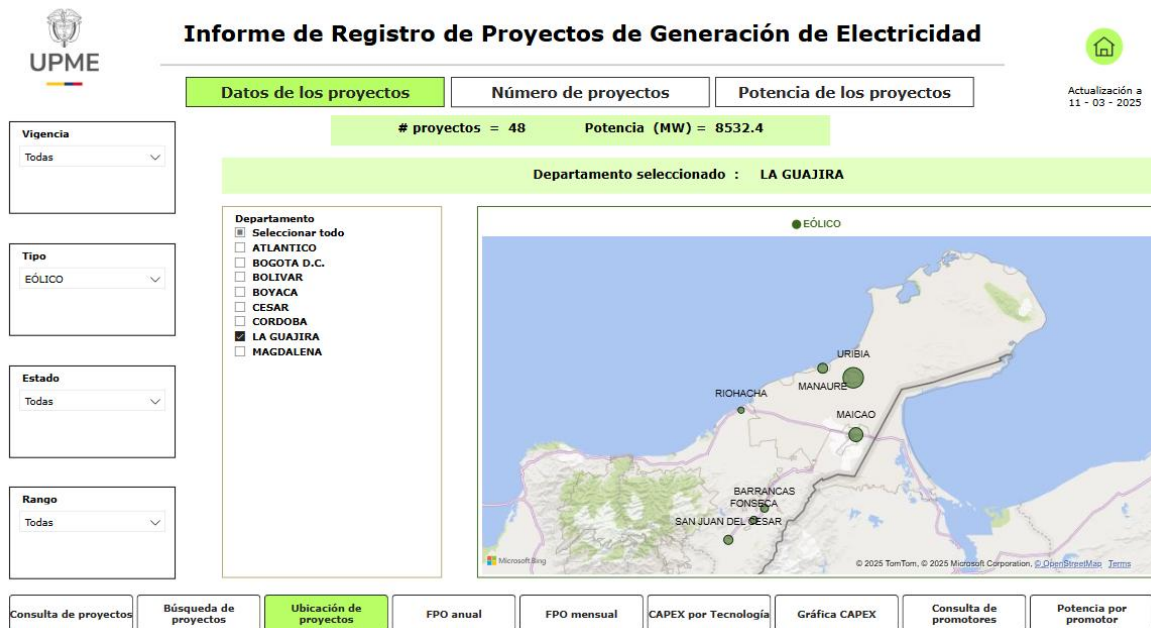 UPME
Informe de Registro de Proyectos de Generación de Electricidad
Actualización a
11 - 03 - 2025
Datos de los proyectos
Número de proyectos
Potencia de los proyectos
# proyectos = 48 Potencia (MW) = 8532.4
Departamento seleccionado : LA GUAJIRA
Vigencia
Todas
Tipo
EÓLICO
Estado
Todas
Rango
Todas
Departamento
Seleccionar todo
ATLANTICO
BOGOTA D.C.
BOLIVAR
BOYACA
CESAR
CORDOBA
LA GUAJIRA
MAGDALENA
EÓLICO
URIBIA
MANAURE
RIOHACHA
MAICAO
BARRANCAS
FONSECA
SAN JUAN DEL CESAR
Microsoft Bing
© 2025 TomTom, © 2025 Microsoft Corporation, © OpenStreetMap Terms
Consulta de proyectos
Búsqueda de
proyectos
Ubicación de
proyectos
FPO anual
FPO mensual
CAPEX por Tecnología
Gráfica CAPEX
Consulta de
promotores
Potencia por
promotor